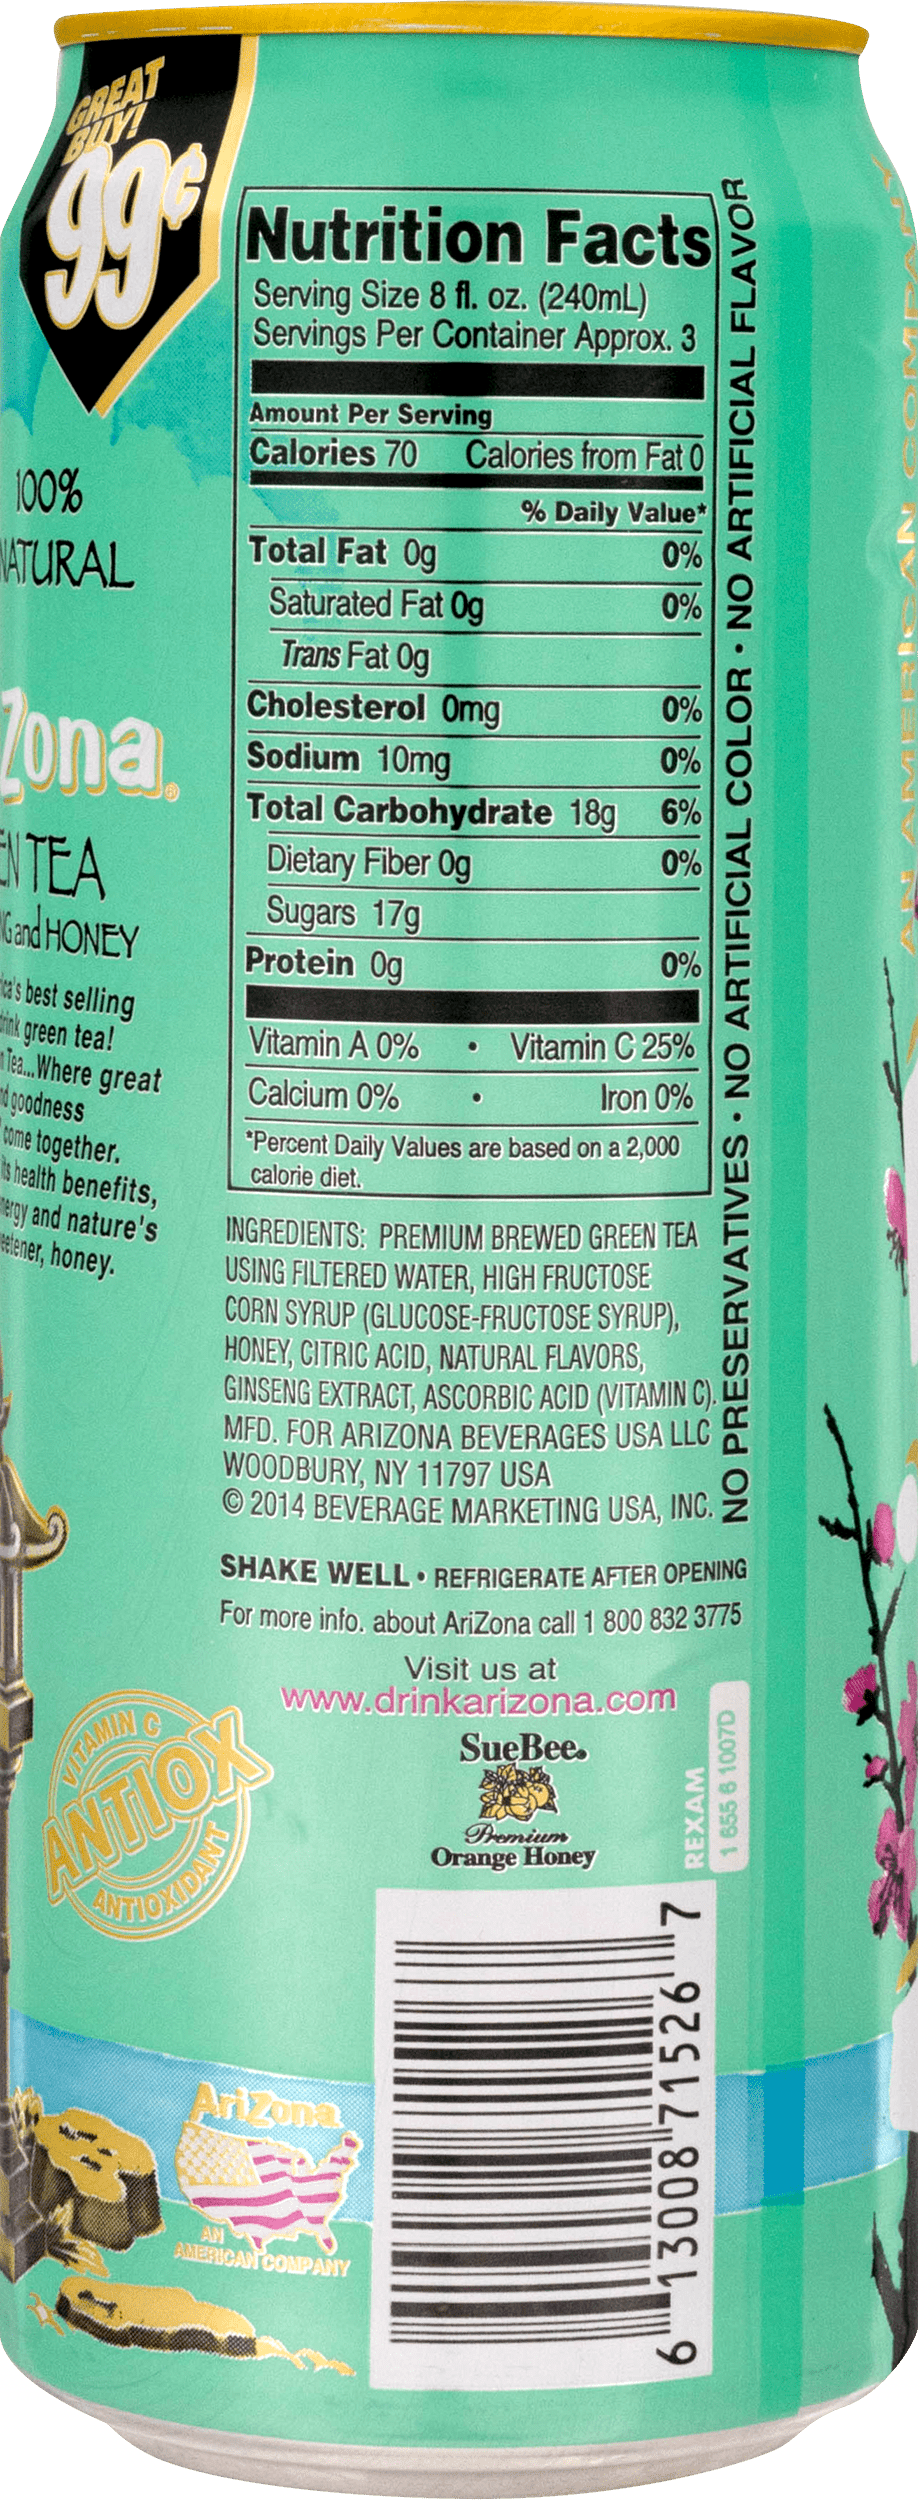 GREAT
BUY!
99¢
100%
NATURAL
Zona®
TEA
and HONEY
best selling
green tea!
Where great
goodness
come together.
health benefits,
and nature's
honey.
Nutrition Facts
Serving Size 8 fl. oz. (240mL)
Servings Per Container Approx. 3
Amount Per Serving
Calories 70 Calories from Fat 0
% Daily Value*
Total Fat 0g 0%
Saturated Fat 0g 0%
Trans Fat 0g
Cholesterol 0mg 0%
Sodium 10mg 0%
Total Carbohydrate 18g 6%
Dietary Fiber 0g 0%
Sugars 17g
Protein 0g 0%
Vitamin A 0% • Vitamin C 25%
Calcium 0% • Iron 0%
*Percent Daily Values are based on a 2,000
calorie diet.
INGREDIENTS: PREMIUM BREWED GREEN TEA
USING FILTERED WATER, HIGH FRUCTOSE
CORN SYRUP (GLUCOSE-FRUCTOSE SYRUP),
HONEY, CITRIC ACID, NATURAL FLAVORS,
GINSENG EXTRACT, ASCORBIC ACID (VITAMIN C).
MFD. FOR ARIZONA BEVERAGES USA LLC
WOODBURY, NY 11797 USA
© 2014 BEVERAGE MARKETING USA, INC.
NO PRESERVATIVES • NO ARTIFICIAL COLOR • NO ARTIFICIAL FLAVOR
AN AMERICAN COMPANY
SHAKE WELL • REFRIGERATE AFTER OPENING
For more info. about AriZona call 1 800 832 3775
Visit us at
www.drinkarizona.com
SueBee®
Premium
Orange Honey
REXAM
1 655 6 1007D
VITAMIN C
ANTIOX
ANTIOXIDANT
AriZona
AN
AMERICAN COMPANY
6 13008 71526 7